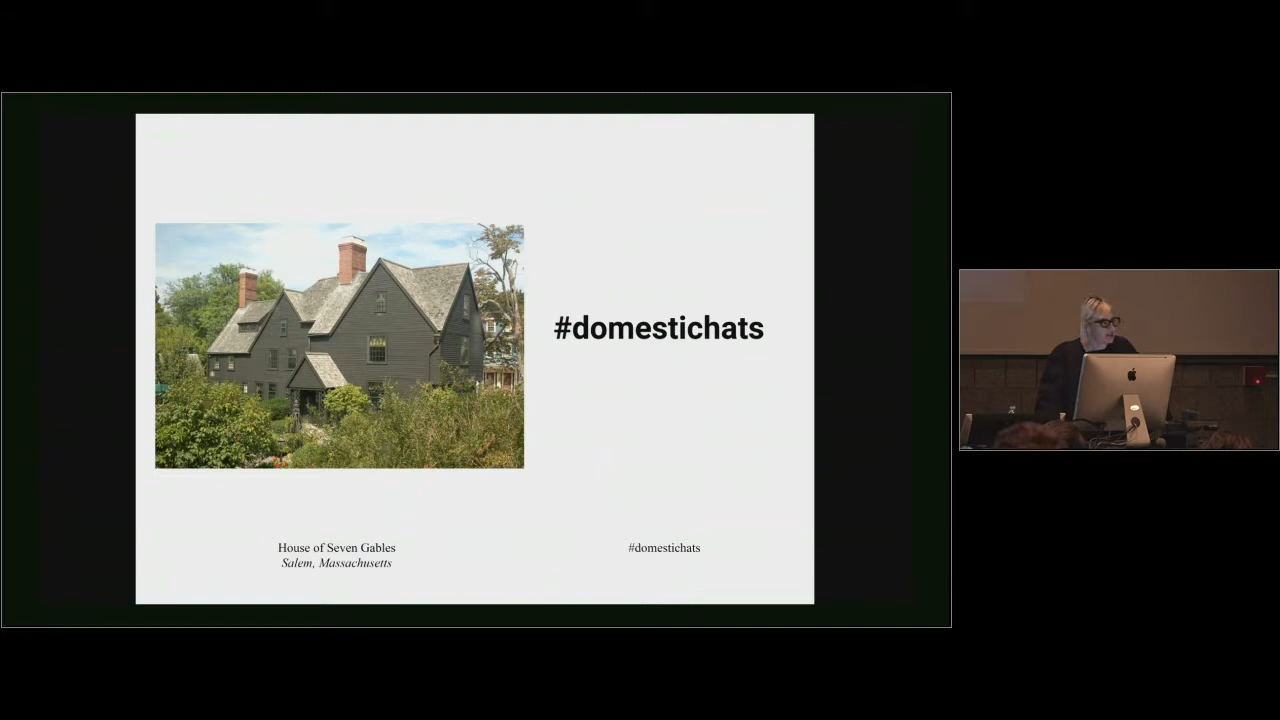 #domestichats
House of Seven Gables
Salem, Massachusetts
#domestichats